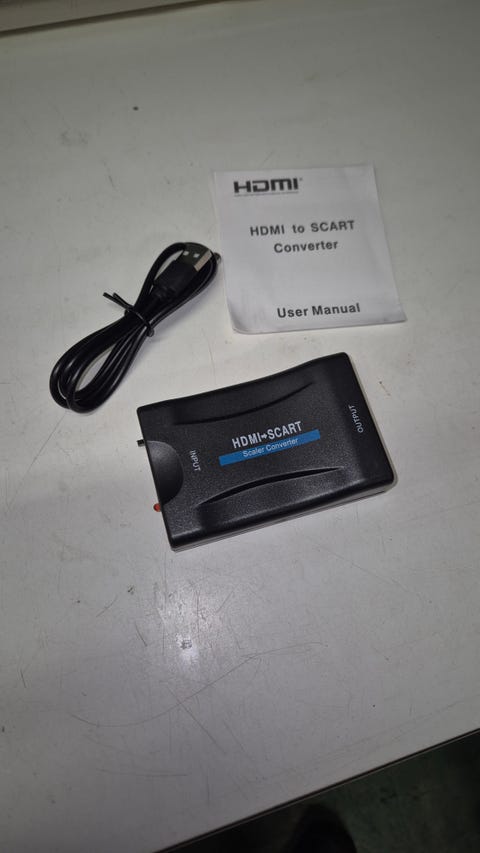 HDMI
HDMI to SCART
Converter
User Manual
HDMI➡SCART
Scaler Converter
INPUT
OUTPUT